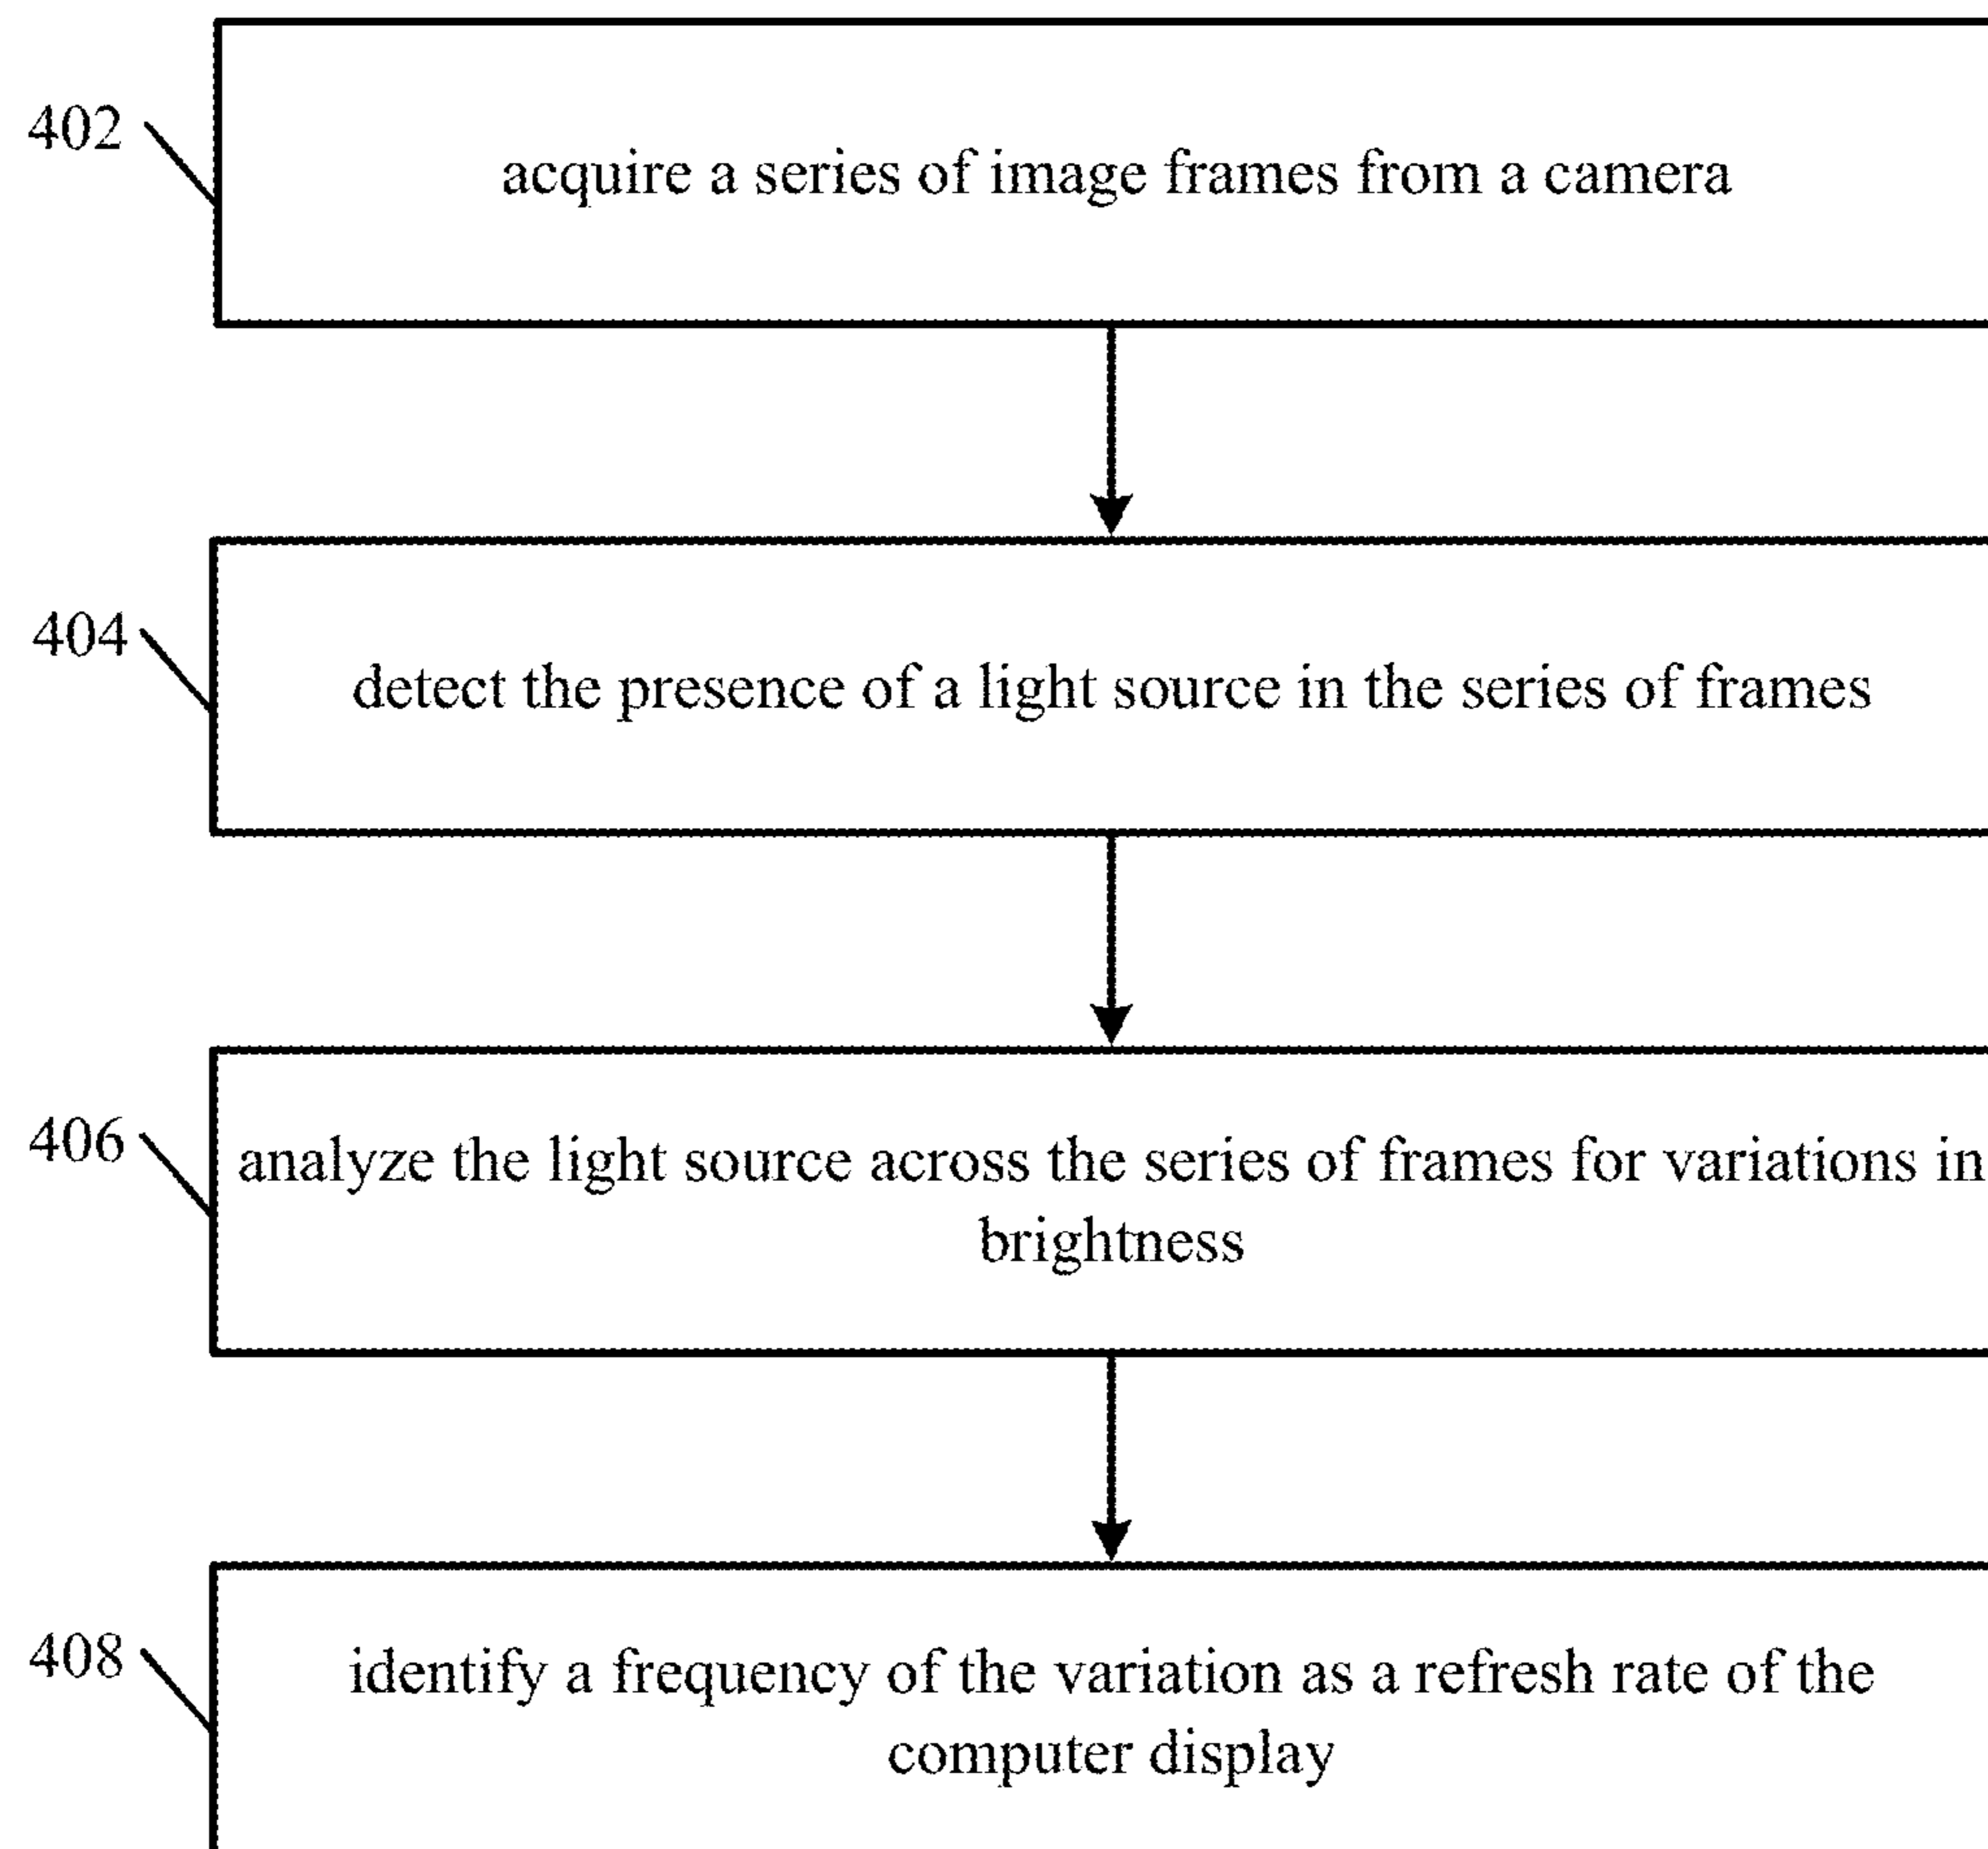 402
acquire a series of image frames from a camera
404
detect the presence of a light source in the series of frames
406
analyze the light source across the series of frames for variations in
brightness
408
identify a frequency of the variation as a refresh rate of the
computer display